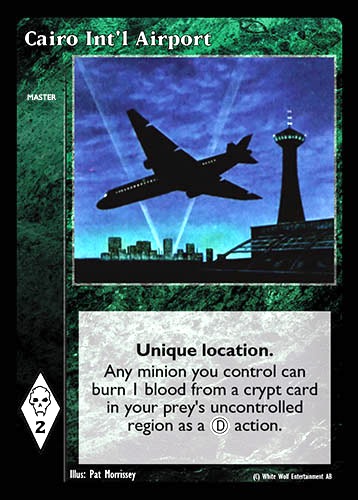 Cairo Int'l Airport
MASTER
Unique location.
Any minion you control can
burn 1 blood from a crypt card
in your prey's uncontrolled
region as a Ⓓ action.
2
Illus: Pat Morrissey
(C) White Wolf Entertainment AB